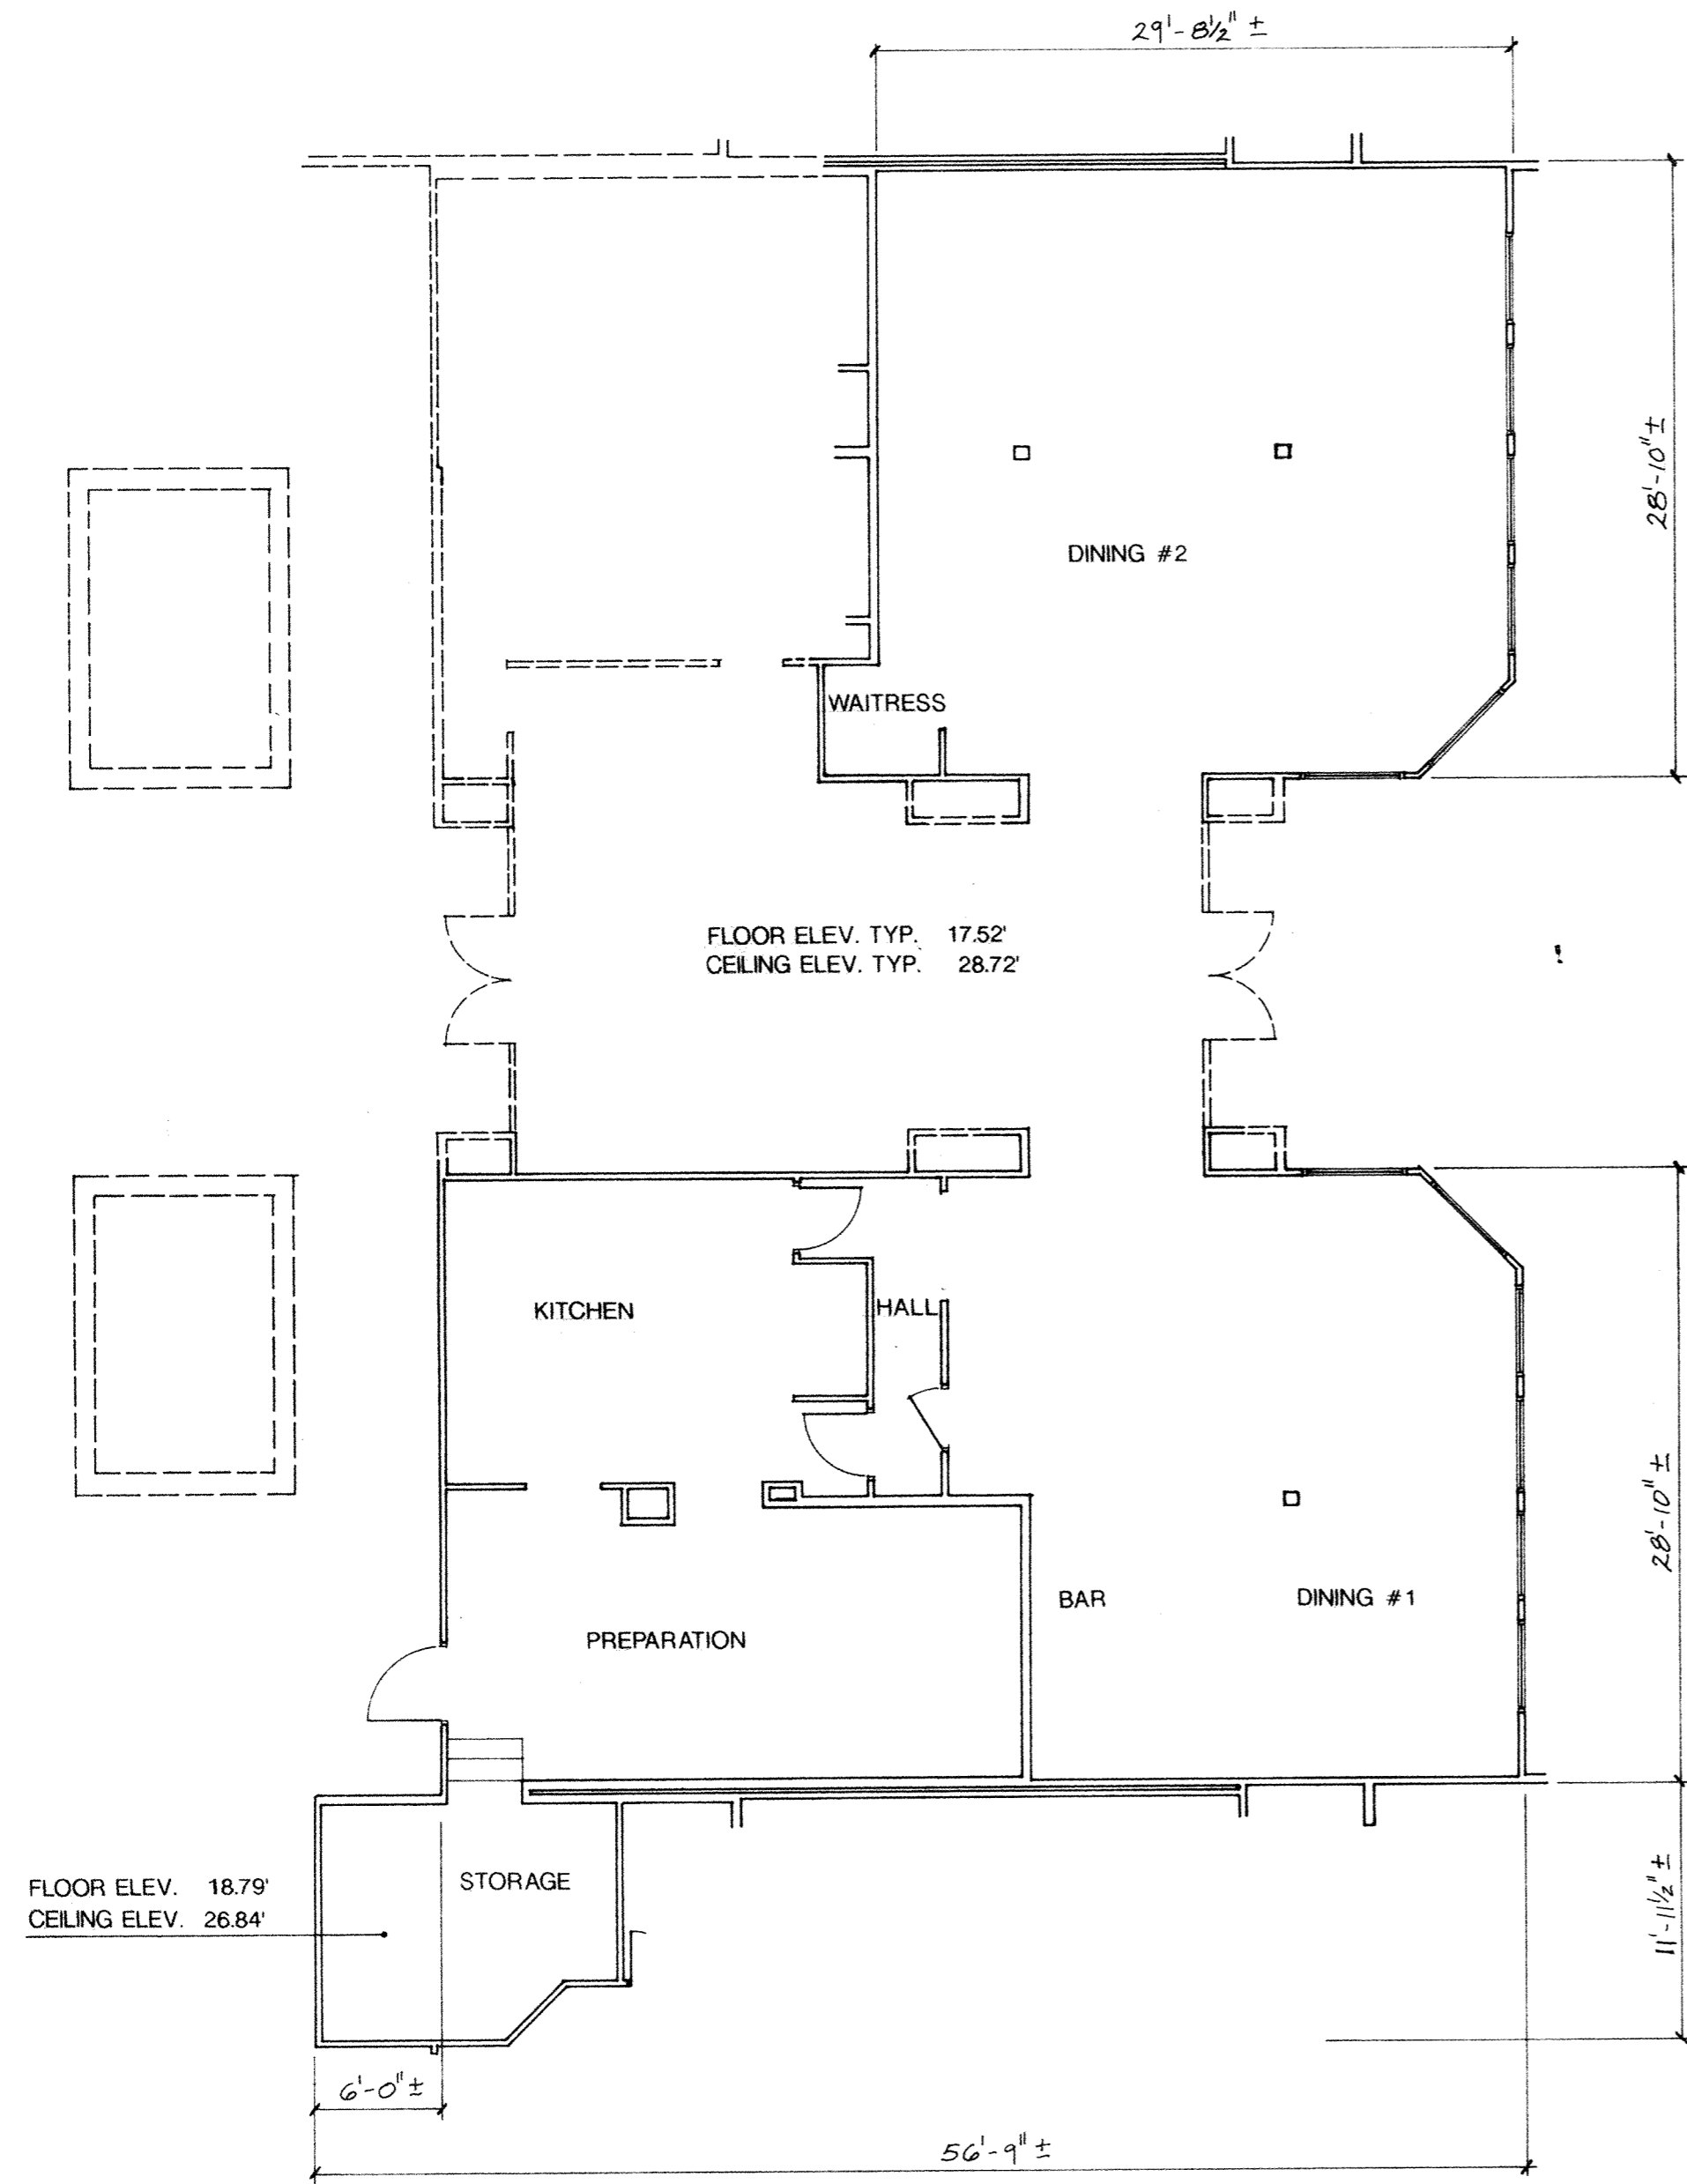 29'-8½" ±
28'-10" ±
DINING #2
WAITRESS
FLOOR ELEV. TYP. 17.52'
CEILING ELEV. TYP. 28.72'
KITCHEN
HALL
28'-10" ±
BAR
DINING #1
PREPARATION
STORAGE
FLOOR ELEV. 18.79'
CEILING ELEV. 26.84'
11'-11½" ±
6'-0" ±
56'-9" ±